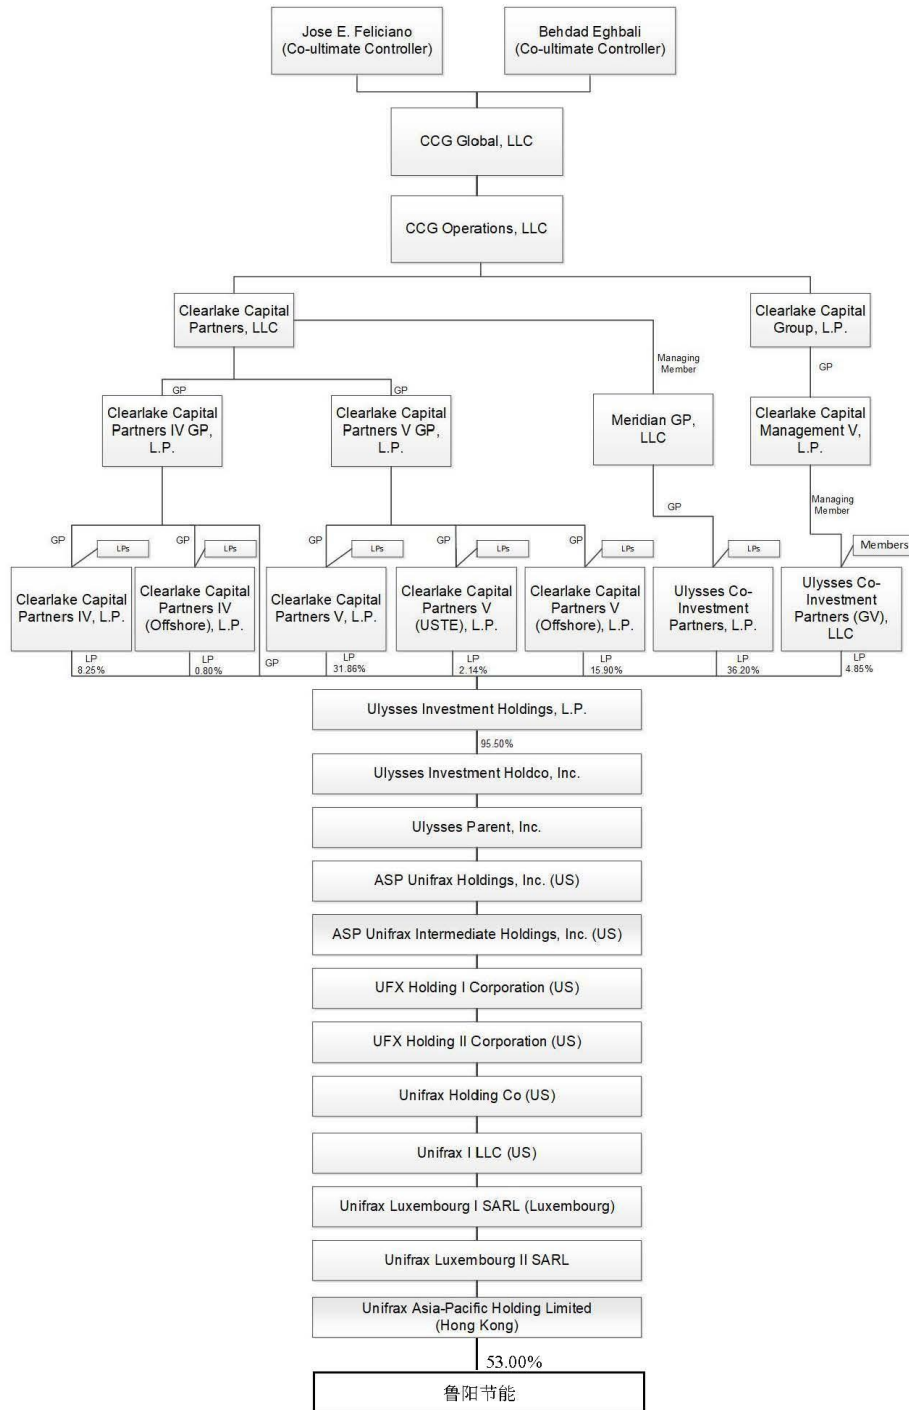 Jose E. Feliciano
(Co-ultimate Controller)
Behdad Eghbali
(Co-ultimate Controller)
CCG Global, LLC
CCG Operations, LLC
Clearlake Capital
Partners, LLC
Clearlake Capital
Group, L.P.
Managing
Member
GP
GP
GP
Clearlake Capital
Partners IV GP,
L.P.
Clearlake Capital
Partners V GP,
L.P.
Meridian GP,
LLC
Clearlake Capital
Management V,
L.P.
Managing
Member
GP
GP
GP
GP
GP
GP
LPs
LPs
LPs
LPs
LPs
LPs
Members
Clearlake Capital
Partners IV, L.P.
Clearlake Capital
Partners IV
(Offshore), L.P.
Clearlake Capital
Partners V, L.P.
Clearlake Capital
Partners V
(USTE), L.P.
Clearlake Capital
Partners V
(Offshore), L.P.
Ulysses Co-
Investment
Partners, L.P.
Ulysses Co-
Investment
Partners (GV),
LLC
LP
8.25%
LP
0.80%
GP
LP
31.86%
LP
2.14%
LP
15.90%
LP
36.20%
LP
4.85%
Ulysses Investment Holdings, L.P.
95.50%
Ulysses Investment Holdco, Inc.
Ulysses Parent, Inc.
ASP Unifrax Holdings, Inc. (US)
ASP Unifrax Intermediate Holdings, Inc. (US)
UFX Holding I Corporation (US)
UFX Holding II Corporation (US)
Unifrax Holding Co (US)
Unifrax I LLC (US)
Unifrax Luxembourg I SARL (Luxembourg)
Unifrax Luxembourg II SARL
Unifrax Asia-Pacific Holding Limited
(Hong Kong)
53.00%
鲁阳节能